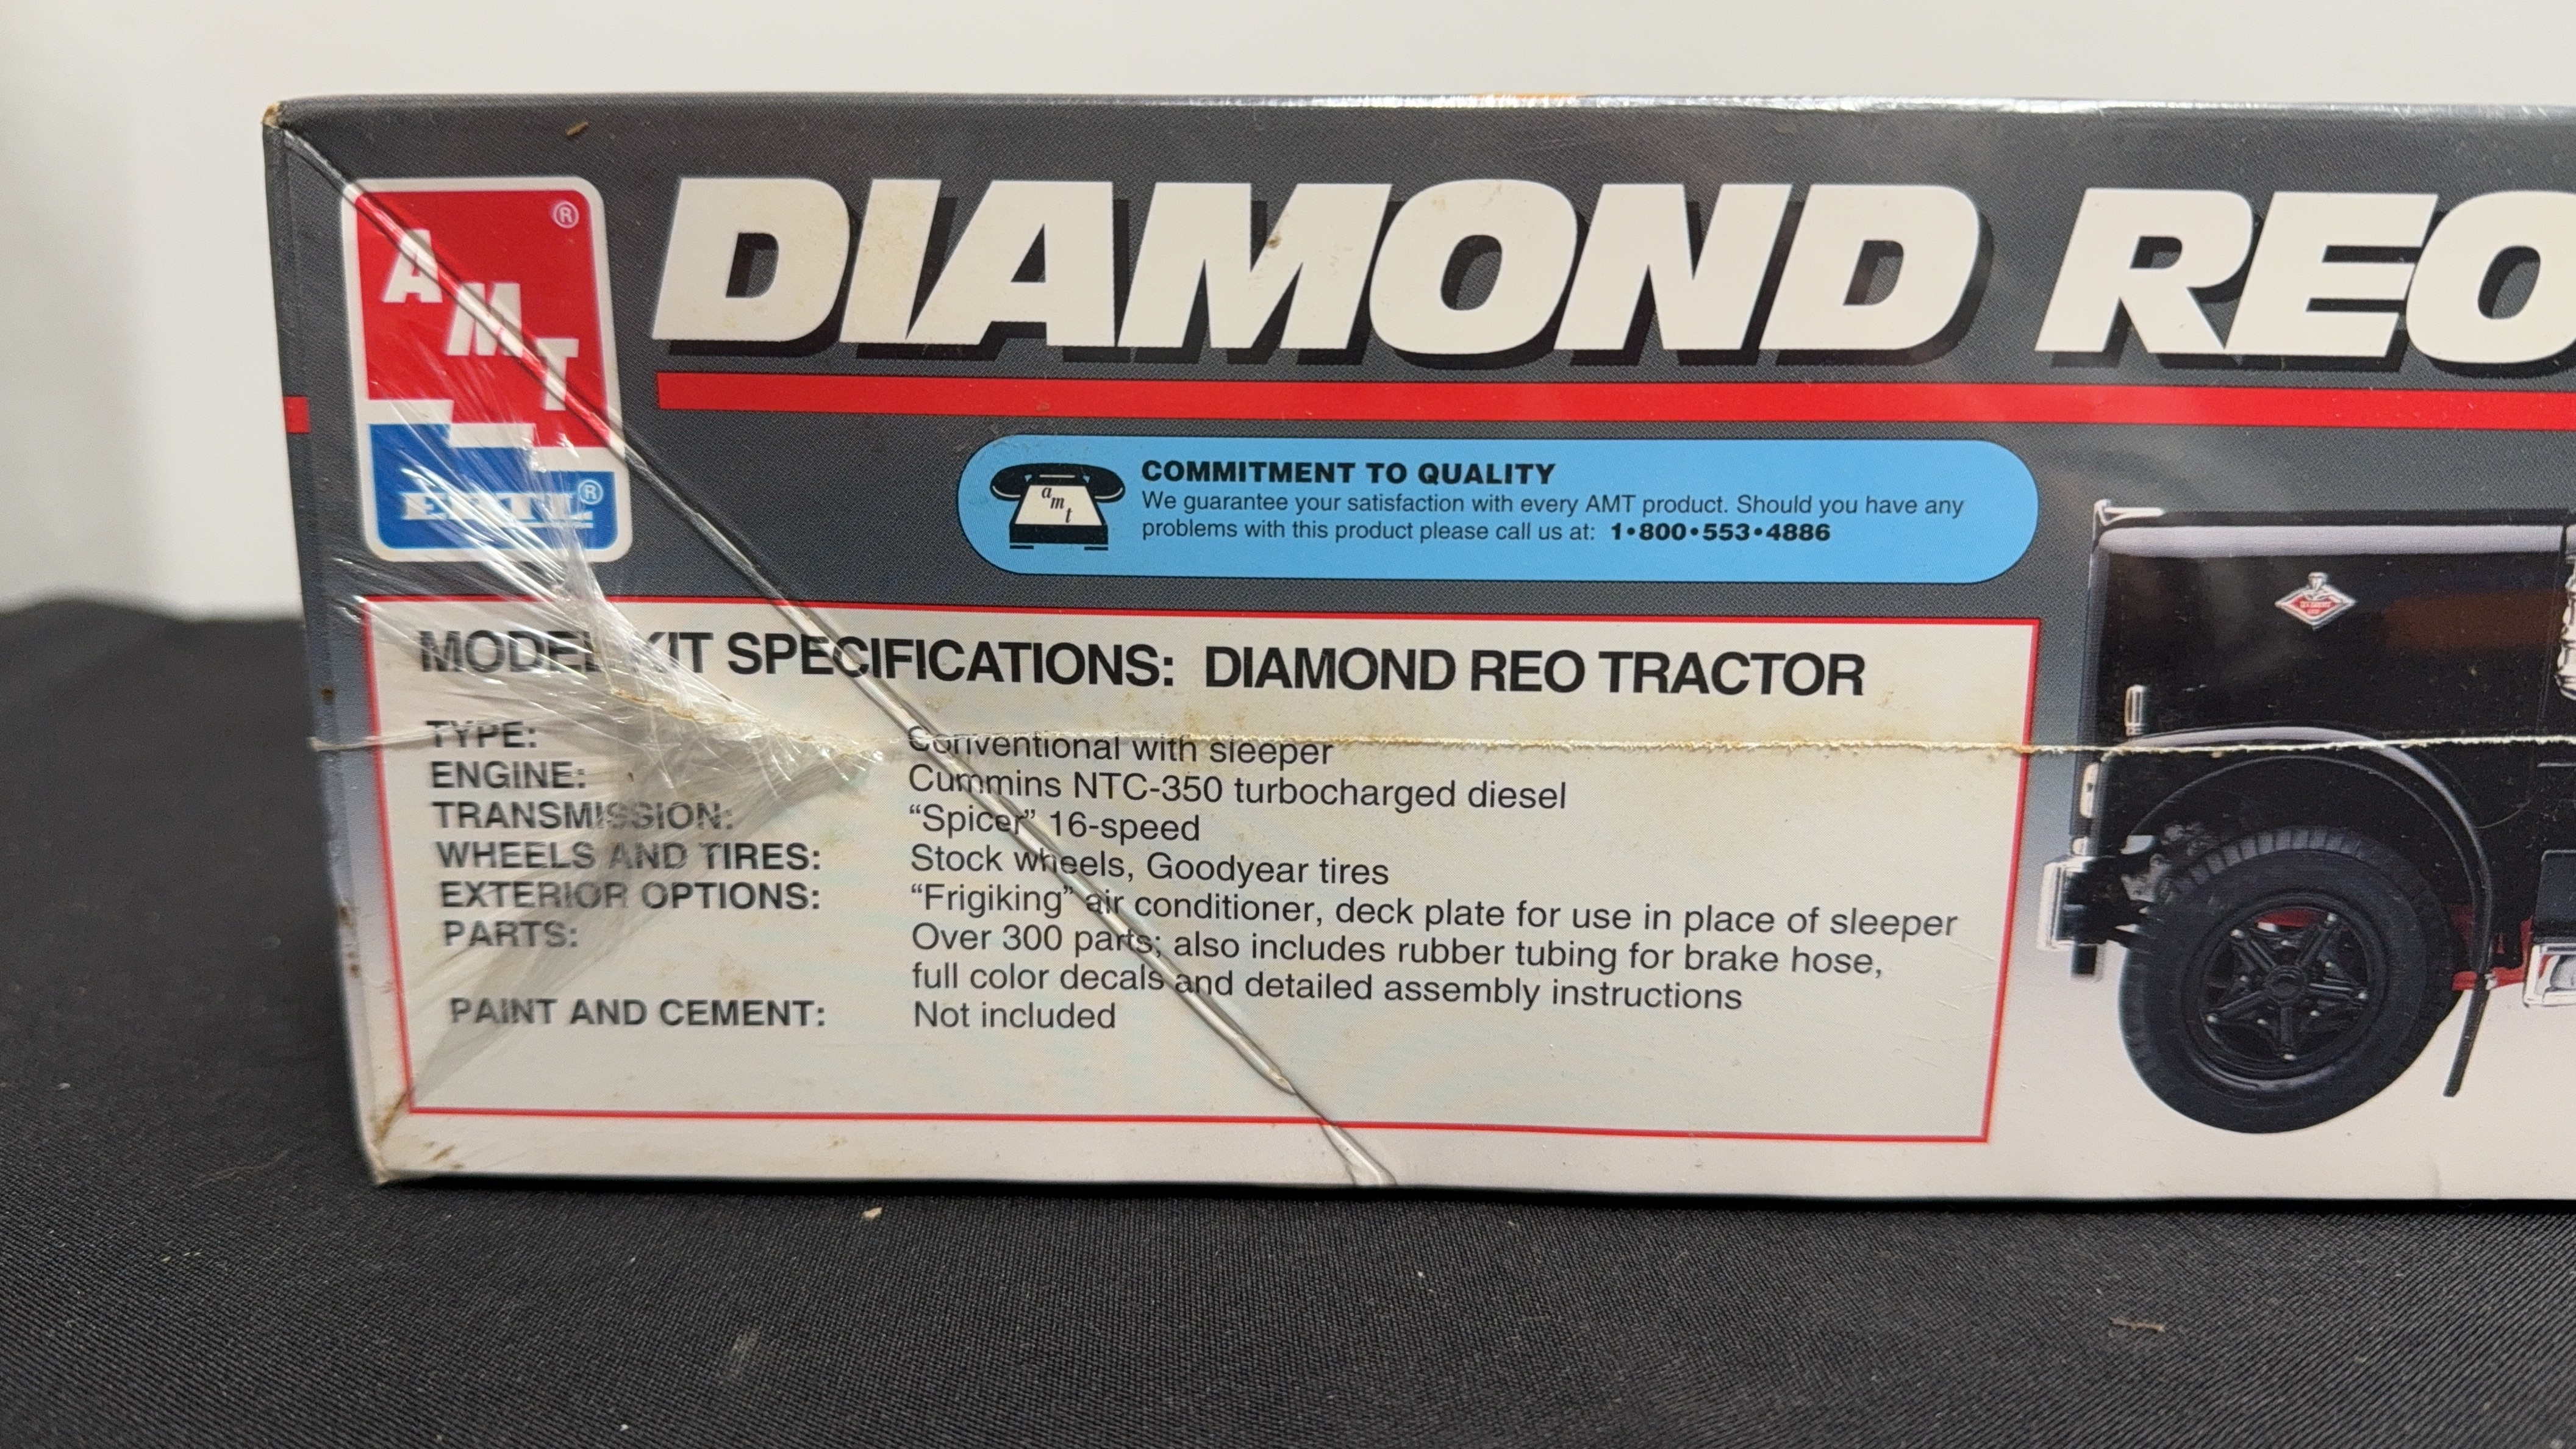 AMT®
ERTL®
DIAMOND REO
COMMITMENT TO QUALITY
amt
We guarantee your satisfaction with every AMT product. Should you have any
problems with this product please call us at: 1•800•553•4886
MODEL KIT SPECIFICATIONS: DIAMOND REO TRACTOR
TYPE: Conventional with sleeper
ENGINE: Cummins NTC-350 turbocharged diesel
TRANSMISSION: “Spicer” 16-speed
WHEELS AND TIRES: Stock wheels, Goodyear tires
EXTERIOR OPTIONS: “Frigiking” air conditioner, deck plate for use in place of sleeper
PARTS: Over 300 parts; also includes rubber tubing for brake hose,
full color decals and detailed assembly instructions
PAINT AND CEMENT: Not included